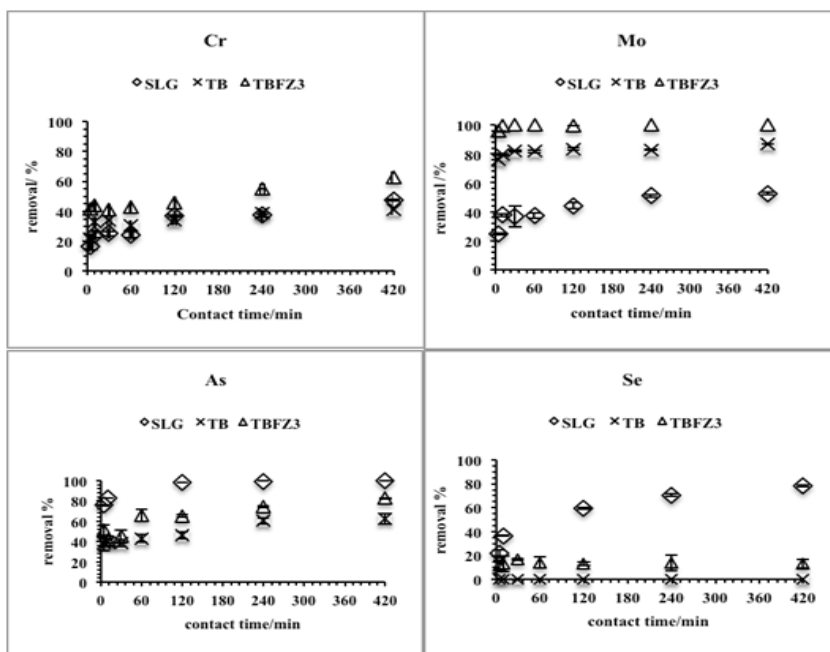 Cr
SLG TB TBFZ3
removal/ %
100
80
60
40
20
0
0 60 120 180 240 300 360 420
Contact time/min
Mo
SLG TB TBFZ3
removal /%
100
80
60
40
20
0
0 60 120 180 240 300 360 420
contact time/min
As
SLG TB TBFZ3
removal %
100
80
60
40
20
0
0 60 120 180 240 300 360 420
contact time/min
Se
SLG TB TBFZ3
removal %
100
80
60
40
20
0
0 60 120 180 240 300 360 420
contact time/min